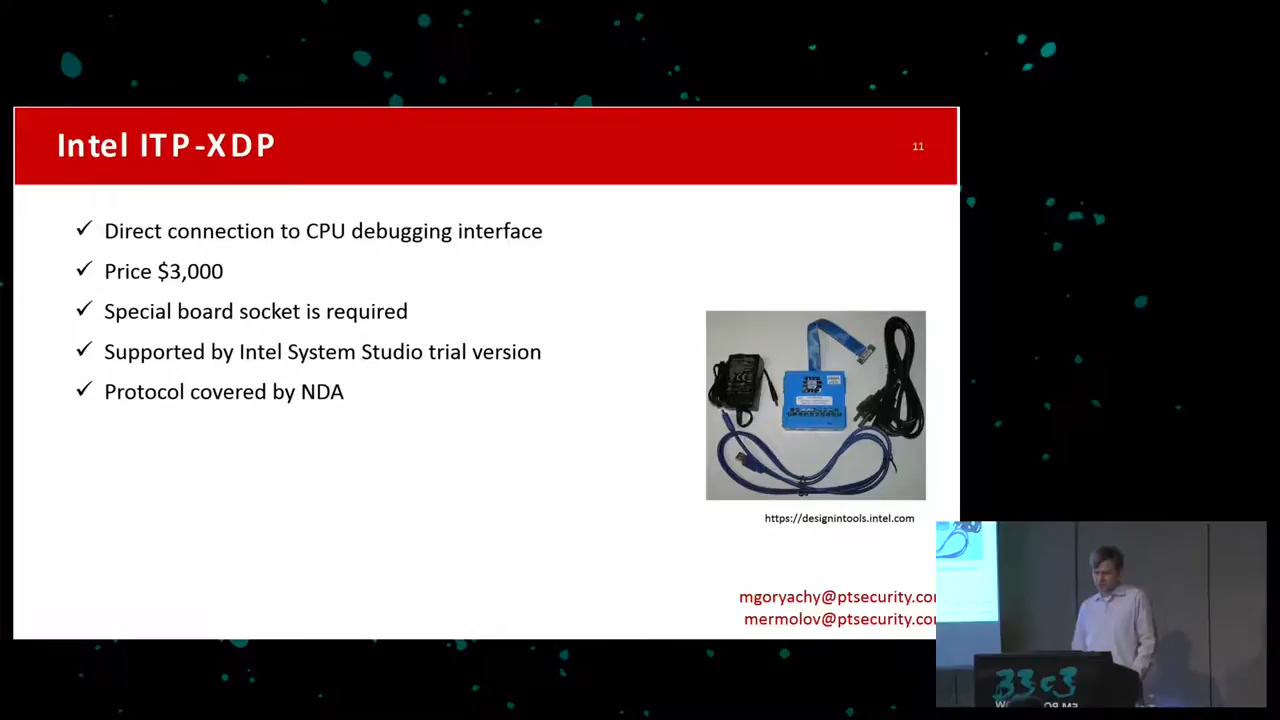 Intel ITP-XDP
11
✓ Direct connection to CPU debugging interface
✓ Price $3,000
✓ Special board socket is required
✓ Supported by Intel System Studio trial version
✓ Protocol covered by NDA
https://designintools.intel.com
mgoryachy@ptsecurity.co
mermolov@ptsecurity.co
33c3